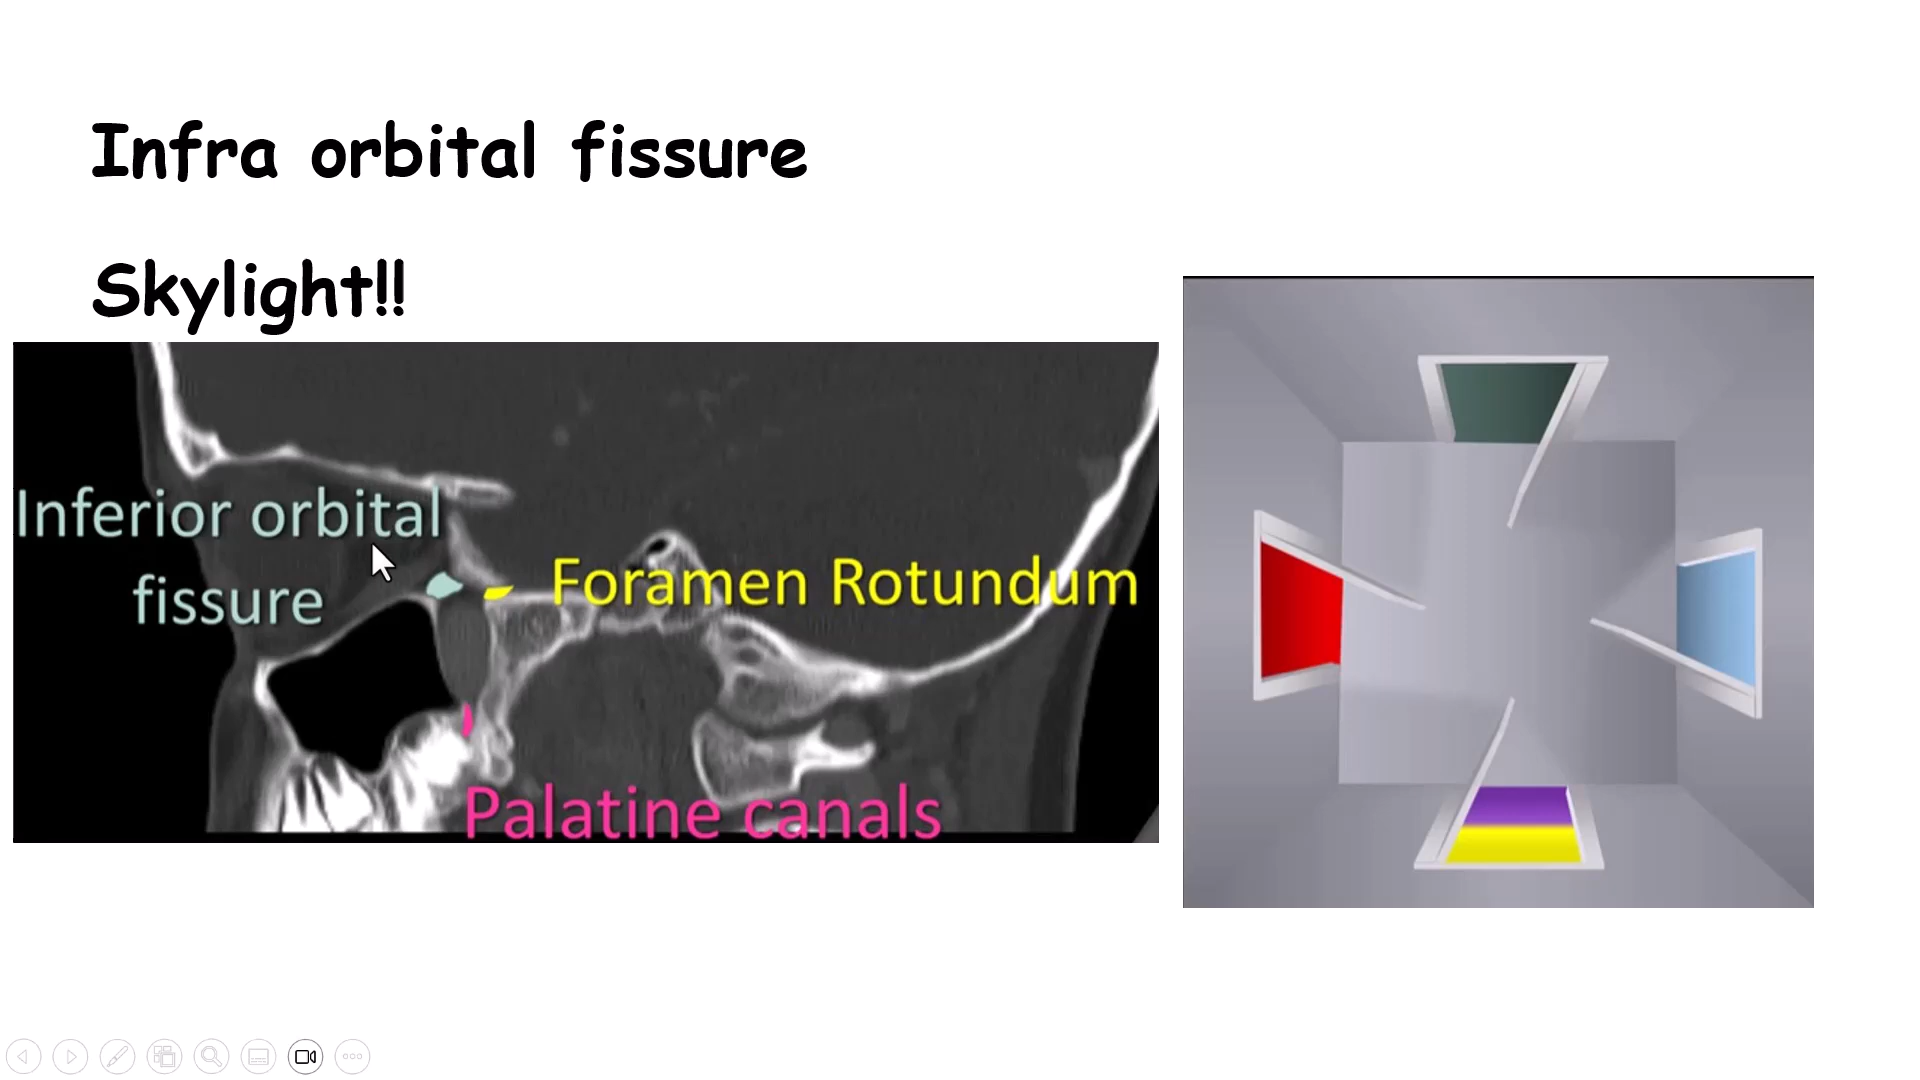 Infra orbital fissure
Skylight!!
Inferior orbital
fissure
Foramen Rotundum
Palatine canals